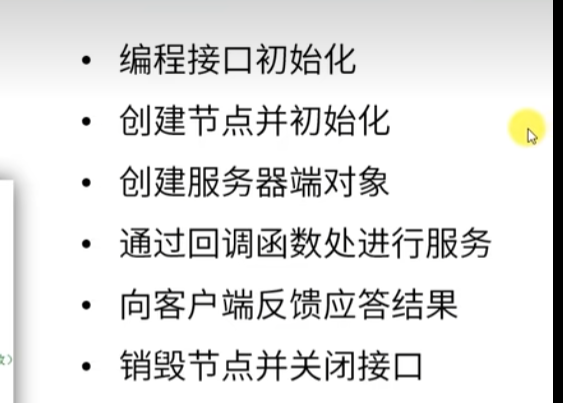 • 编程接口初始化
• 创建节点并初始化
• 创建服务器端对象
• 通过回调函数处进行服务
• 向客户端反馈应答结果
• 销毁节点并关闭接口